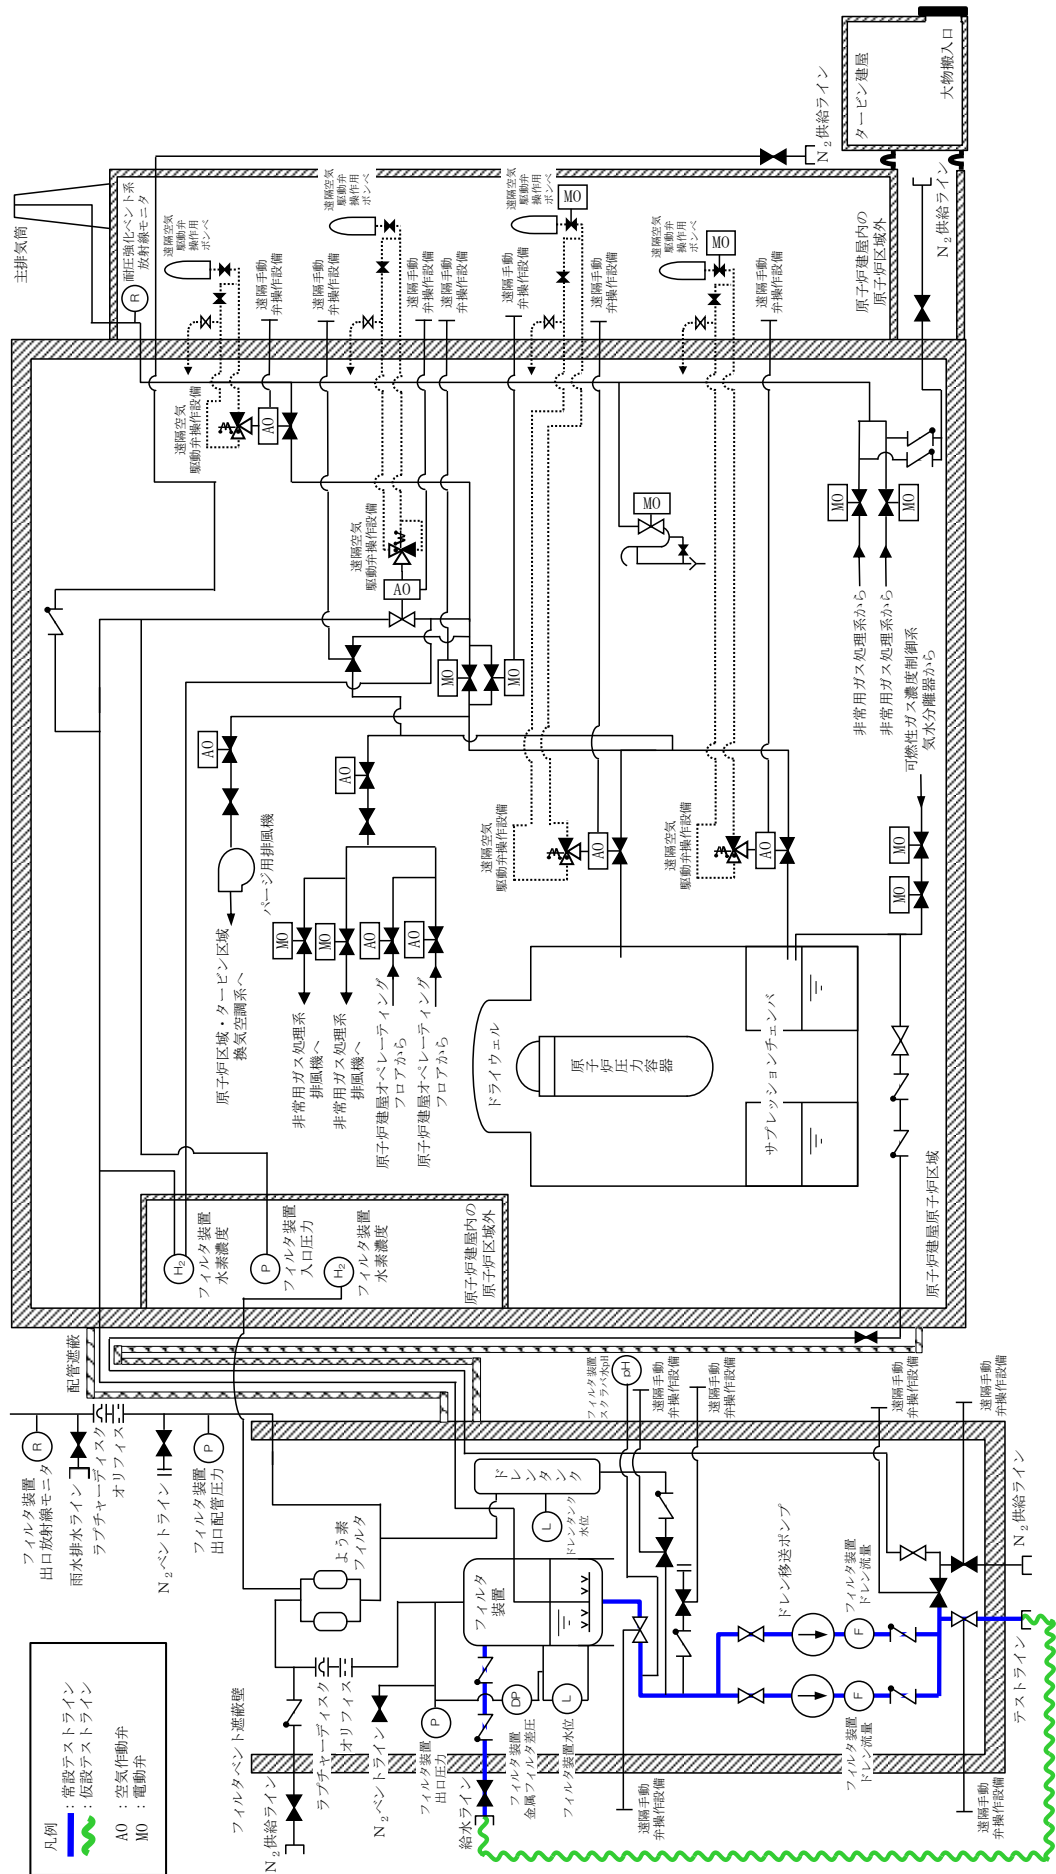 主排気筒
耐圧強化ベント系
放射線モニタ
R
遠隔空気
駆動弁
操作用
ボンベ
遠隔手動
弁操作設備
遠隔手動
弁操作設備
遠隔空気
駆動弁
操作用
ボンベ
遠隔手動
弁操作設備
遠隔手動
弁操作設備
遠隔空気
駆動弁
操作用
ボンベ
MO
遠隔手動
弁操作設備
遠隔手動
弁操作設備
遠隔空気
駆動弁
操作用
ボンベ
MO
遠隔手動
弁操作設備
N₂供給ライン
タービン建屋
大物搬入口
原子炉建屋内の
原子炉区域外
N₂供給ライン
遠隔空気
駆動弁操作設備
AO
遠隔空気
駆動弁操作設備
AO
MO
MO
MO
MO
MO
非常用ガス処理系から
非常用ガス処理系から
可燃性ガス濃度制御系
気水分離器から
MO
MO
AO
パージ用排風機
原子炉区域・タービン区域
換気空調系へ
AO
MO
MO
AO
AO
非常用ガス処理系
排風機へ
非常用ガス処理系
排風機へ
原子炉建屋オペレーティング
フロアから
原子炉建屋オペレーティング
フロアから
遠隔空気
駆動弁操作設備
AO
遠隔空気
駆動弁操作設備
AO
ドライウェル
原子炉圧力容器
サプレッションチェンバ
原子炉建屋原子炉区域
H₂
フィルタ装置
水素濃度
P
フィルタ装置
入口圧力
H₂
フィルタ装置
水素濃度
原子炉建屋内の
原子炉区域外
配管遮蔽
R
フィルタ装置
出口放射線モニタ
雨水排水ライン
ラプチャーディスク
オリフィス
N₂ベントライン
P
フィルタ装置
出口配管圧力
よう素
フィルタ
ドレンタンク
L
ドレンタンク
水位
pH
フィルタ装置
スクラバ水pH
遠隔手動
弁操作設備
遠隔手動
弁操作設備
遠隔手動
弁操作設備
遠隔手動
弁操作設備
フィルタ
装置
ドレン移送ポンプ
F
フィルタ装置
ドレン流量
F
フィルタ装置
ドレン流量
N₂供給ライン
テストライン
フィルタベント遮蔽壁
N₂供給ライン
ラプチャーディスク
オリフィス
N₂ベントライン
P
フィルタ装置
出口圧力
給水ライン
DP
フィルタ装置
金属フィルタ差圧
L
フィルタ装置水位
遠隔手動
弁操作設備
遠隔手動
弁操作設備
凡例
：常設テストライン
：仮設テストライン
AO：空気作動弁
MO：電動弁